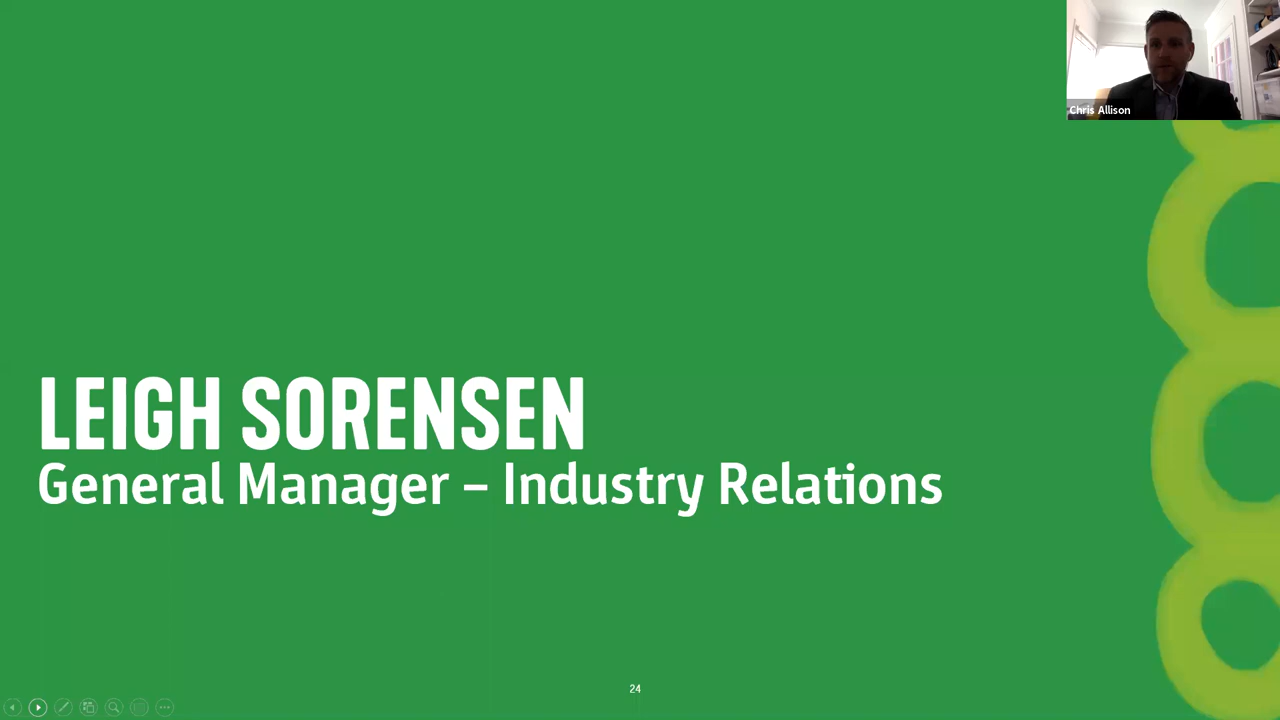 Chris Allison
LEIGH SORENSEN
General Manager – Industry Relations
24